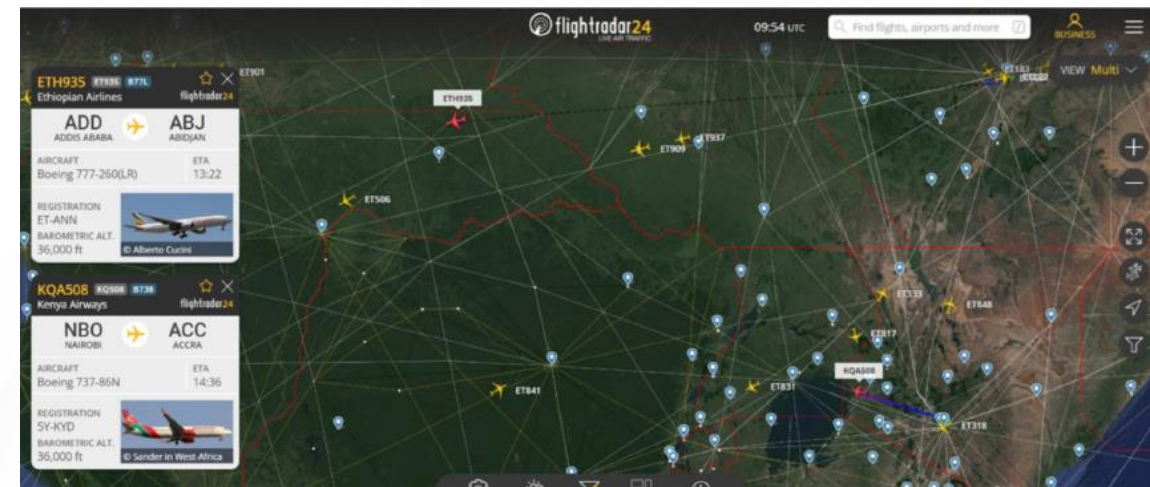 flightradar24
LIVE AIR TRAFFIC
09:54 UTC
Find flights, airports and more
BUSINESS
VIEW Multi
ETH935 ET935 B77L
Ethiopian Airlines
flightradar24
ADD
ADDIS ABABA
ABJ
ABIDJAN
AIRCRAFT
Boeing 777-260(LR)
ETA
13:22
REGISTRATION
ET-ANN
BAROMETRIC ALT.
36,000 ft
© Alberto Cucini
KQA508 KQ508 B738
Kenya Airways
flightradar24
NBO
NAIROBI
ACC
ACCRA
AIRCRAFT
Boeing 737-86N
ETA
14:36
REGISTRATION
5Y-KYD
BAROMETRIC ALT.
36,000 ft
© Sander in West-Africa
ET901
ETH935
ET909
ET937
ET506
ET848
ET817
KQA508
ET841
ET831
ET318